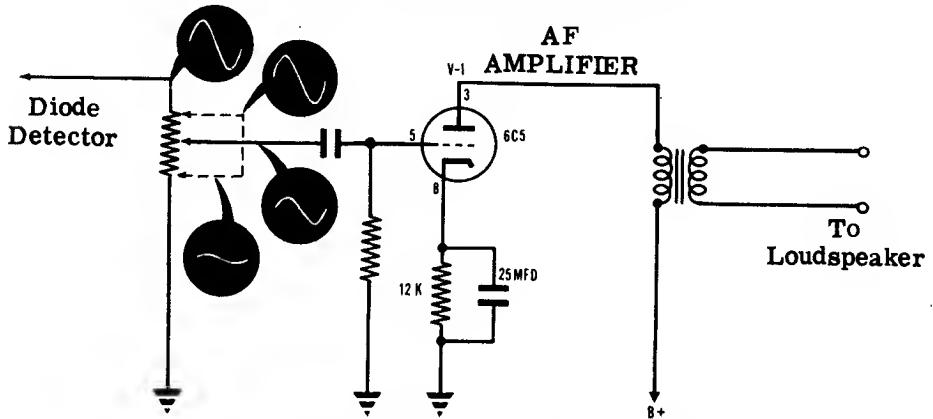 AF
AMPLIFIER
V-1
3
Diode
Detector
5
6C5
8
12 K
25 MFD
To
Loudspeaker
B+